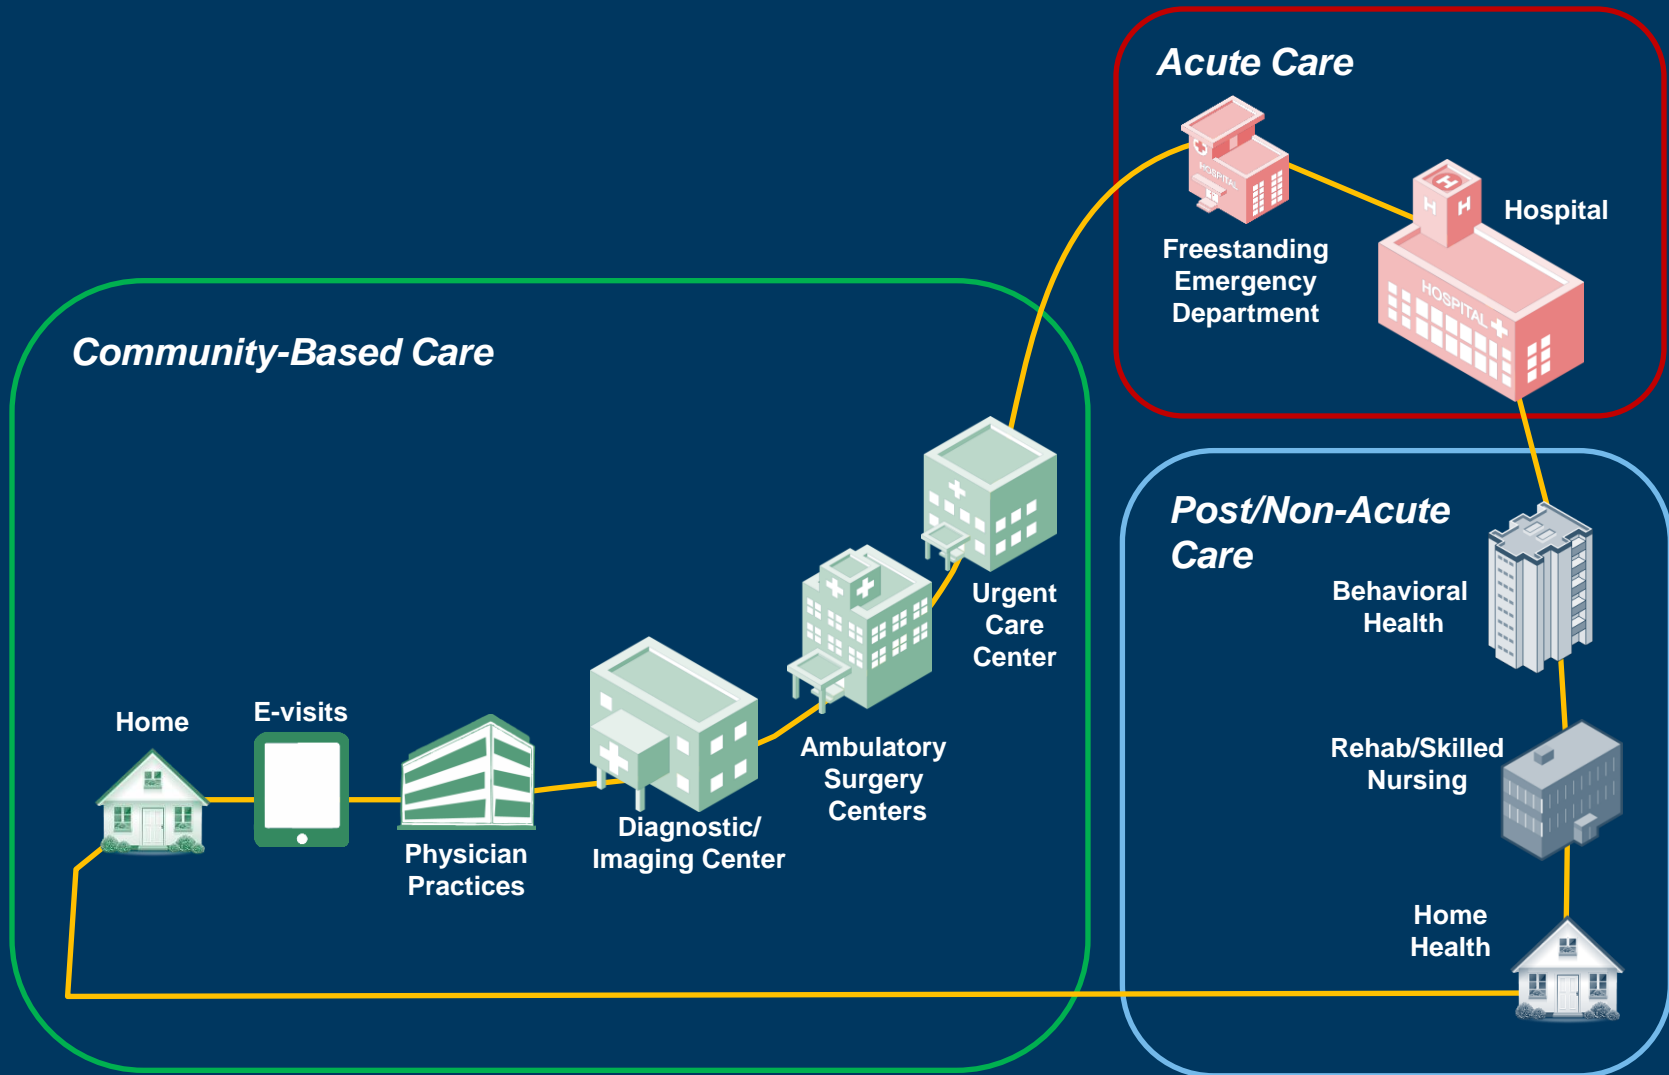 Acute Care
HOSPITAL
Freestanding
Emergency
Department
H
H
H
Hospital
HOSPITAL
Community-Based Care
Home
E-visits
Physician
Practices
Diagnostic/
Imaging Center
Ambulatory
Surgery
Centers
Urgent
Care
Center
Post/Non-Acute
Care
Behavioral
Health
Rehab/Skilled
Nursing
Home
Health